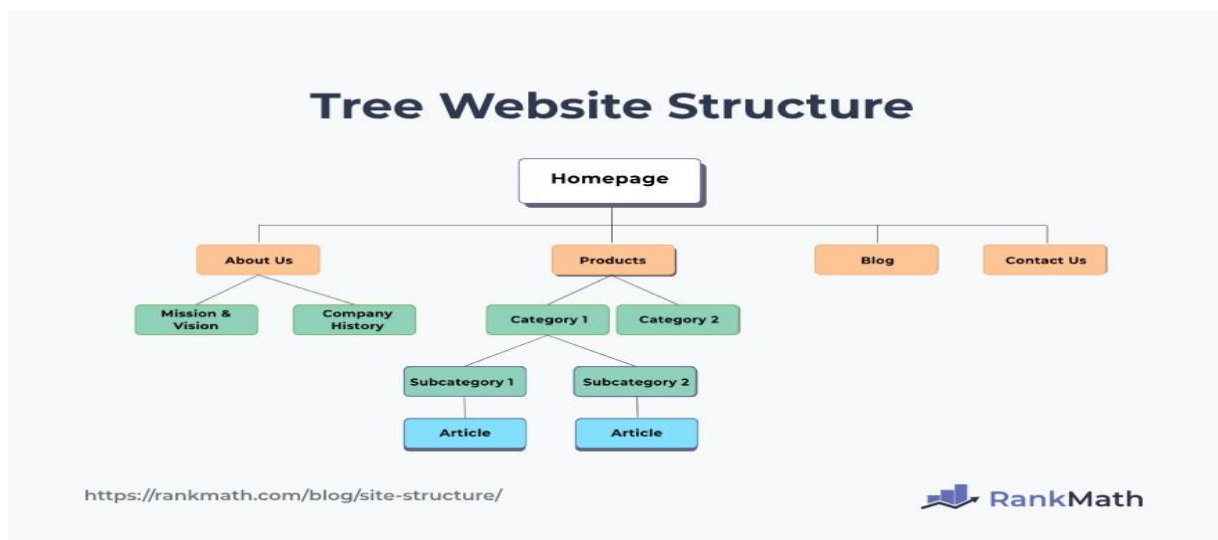 Tree Website Structure
Homepage
About Us
Products
Blog
Contact Us
Mission &
Vision
Company
History
Category 1
Category 2
Subcategory 1
Subcategory 2
Article
Article
https://rankmath.com/blog/site-structure/
RankMath